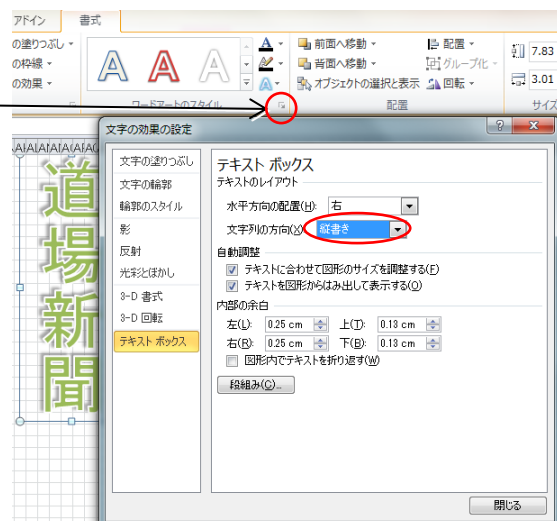 アドイン 書式
の塗りつぶし
の枠線
の効果
A A A
A
A
前面へ移動
背面へ移動
オブジェクトの選択と表示
配置
グループ化
回転
7.83
3.01
ワードアートのスタイル 配置 サイズ
文字の効果の設定
文字の塗りつぶし
文字の輪郭
輪郭のスタイル
影
反射
光彩とぼかし
3-D 書式
3-D 回転
テキスト ボックス
テキスト ボックス
テキストのレイアウト
水平方向の配置(H): 右
文字列の方向(X): 縦書き
自動調整
テキストに合わせて図形のサイズを調整する(F)
テキストを図形からはみ出して表示する(O)
内部の余白
左(L): 0.25 cm 上(T): 0.13 cm
右(R): 0.25 cm 下(B): 0.13 cm
図形内でテキストを折り返す(W)
段組み(C)...
閉じる
道場新聞